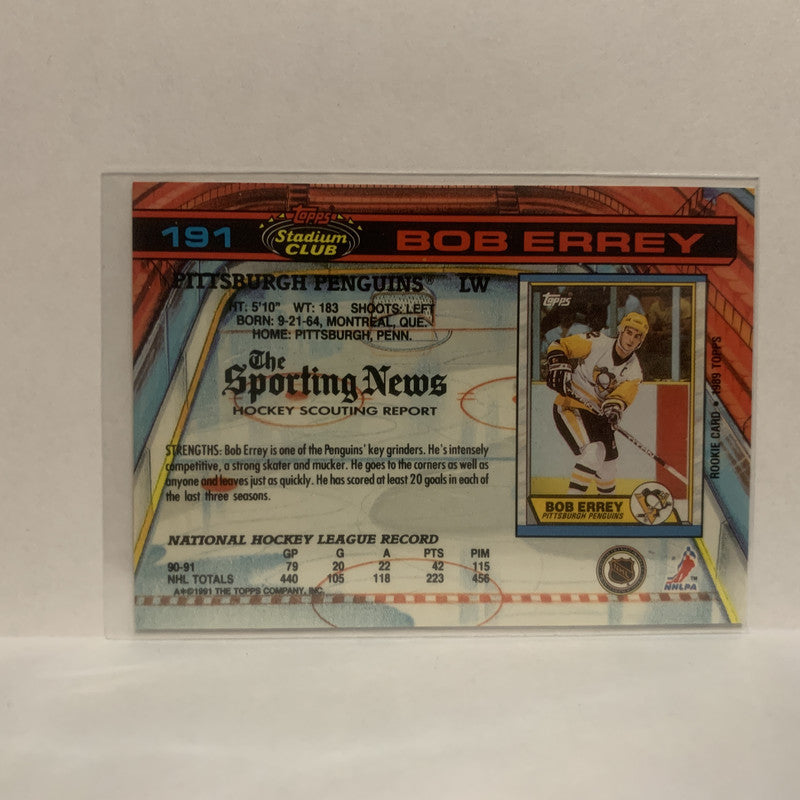 191 Topps Stadium CLUB BOB ERREY
PITTSBURGH PENGUINS® LW
HT: 5'10" WT: 183 SHOOTS: LEFT
BORN: 9-21-64, MONTREAL, QUE.
HOME: PITTSBURGH, PENN.
The
Sporting News
HOCKEY SCOUTING REPORT
STRENGTHS: Bob Errey is one of the Penguins' key grinders. He's intensely
competitive, a strong skater and mucker. He goes to the corners as well as
anyone and leaves just as quickly. He has scored at least 20 goals in each of
the last three seasons.
NATIONAL HOCKEY LEAGUE RECORD
GP G A PTS PIM
90-91 79 20 22 42 115
NHL TOTALS 440 105 118 223 456
A*©1991 THE TOPPS COMPANY, INC.
Topps
BOB ERREY
PITTSBURGH PENGUINS
ROOKIE CARD • 1989 TOPPS
NHL
NHLPA™